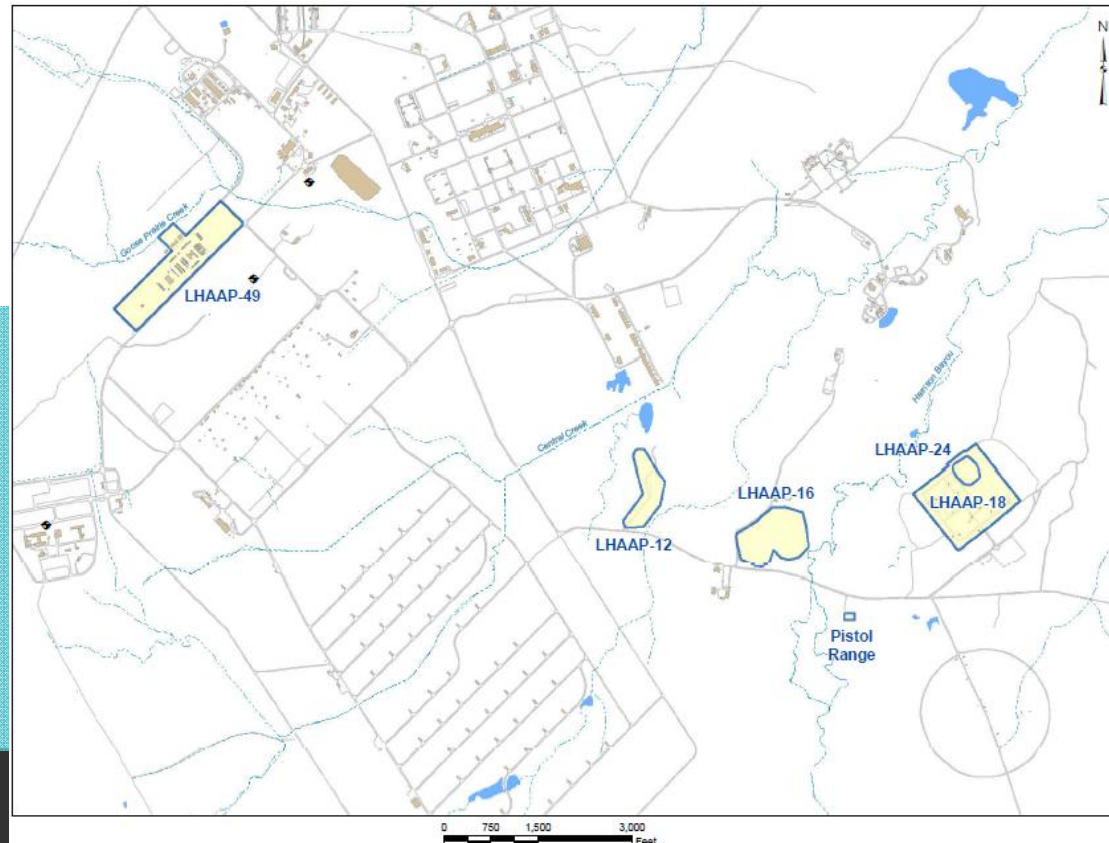 N
Goose Prairie Creek
LHAAP-49
Harrison Bayou
Central Creek
LHAAP-24
LHAAP-16
LHAAP-18
LHAAP-12
Pistol
Range
0 750 1,500 3,000
Feet